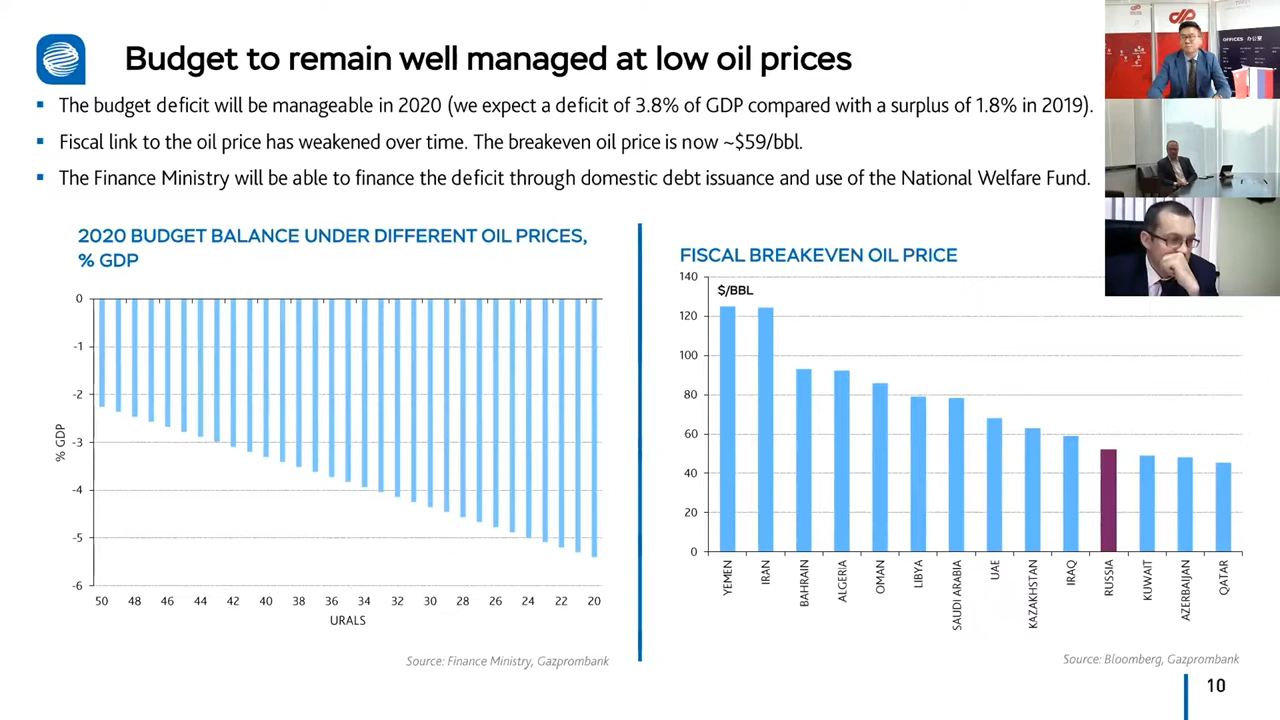 Budget to remain well managed at low oil prices
The budget deficit will be manageable in 2020 (we expect a deficit of 3.8% of GDP compared with a surplus of 1.8% in 2019).
Fiscal link to the oil price has weakened over time. The breakeven oil price is now ~$59/bbl.
The Finance Ministry will be able to finance the deficit through domestic debt issuance and use of the National Welfare Fund.
2020 BUDGET BALANCE UNDER DIFFERENT OIL PRICES,
% GDP
0
-1
-2
-3
-4
-5
-6
% GDP
50 48 46 44 42 40 38 36 34 32 30 28 26 24 22 20
URALS
Source: Finance Ministry, Gazprombank
FISCAL BREAKEVEN OIL PRICE
$/BBL
140
120
100
80
60
40
20
0
YEMEN
IRAN
BAHRAIN
ALGERIA
OMAN
LIBYA
SAUDI ARABIA
UAE
KAZAKHSTAN
IRAQ
RUSSIA
KUWAIT
AZERBAIJAN
QATAR
Source: Bloomberg, Gazprombank
10
OFFICES 办公室